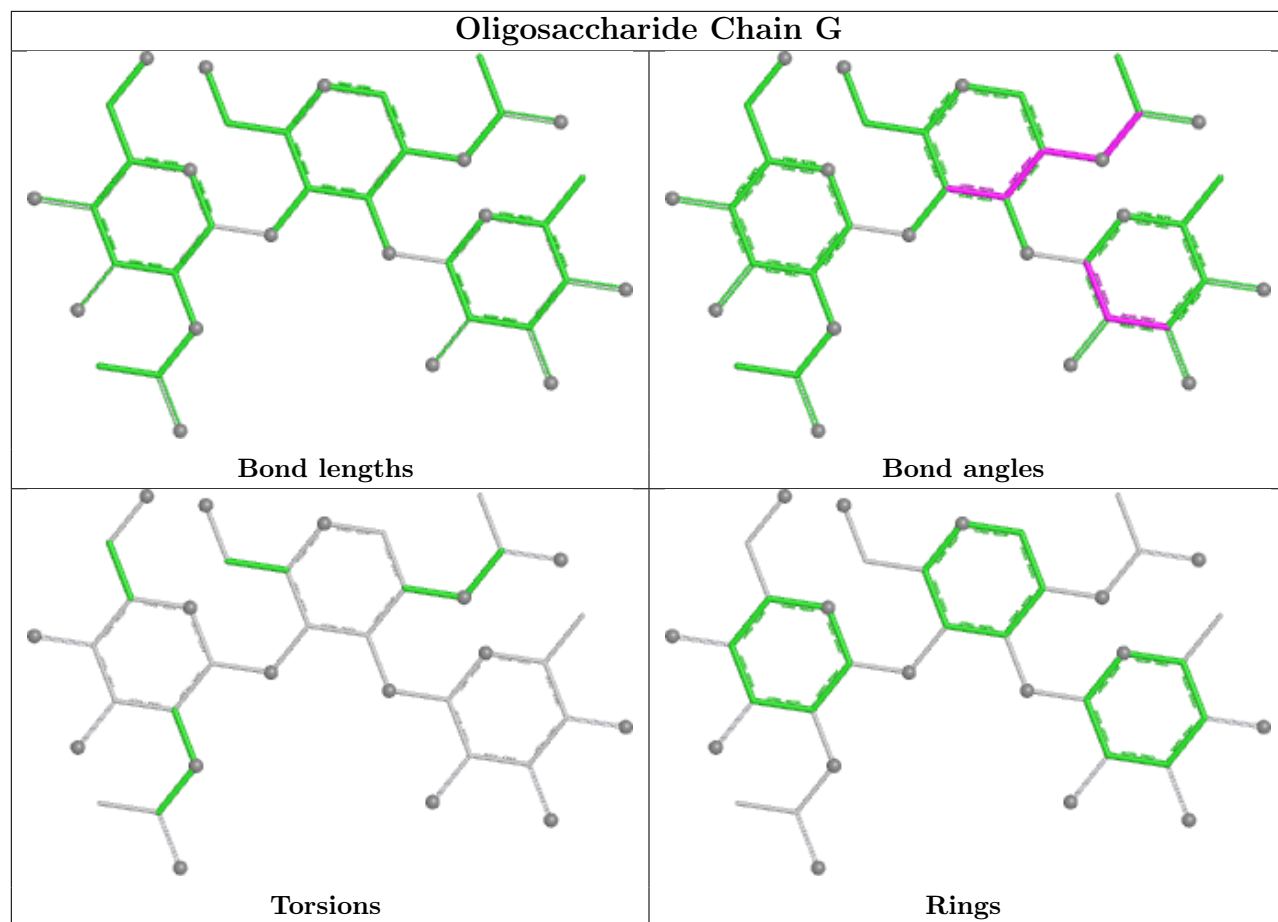 Oligosaccharide Chain G
Bond lengths
Bond angles
Torsions
Rings